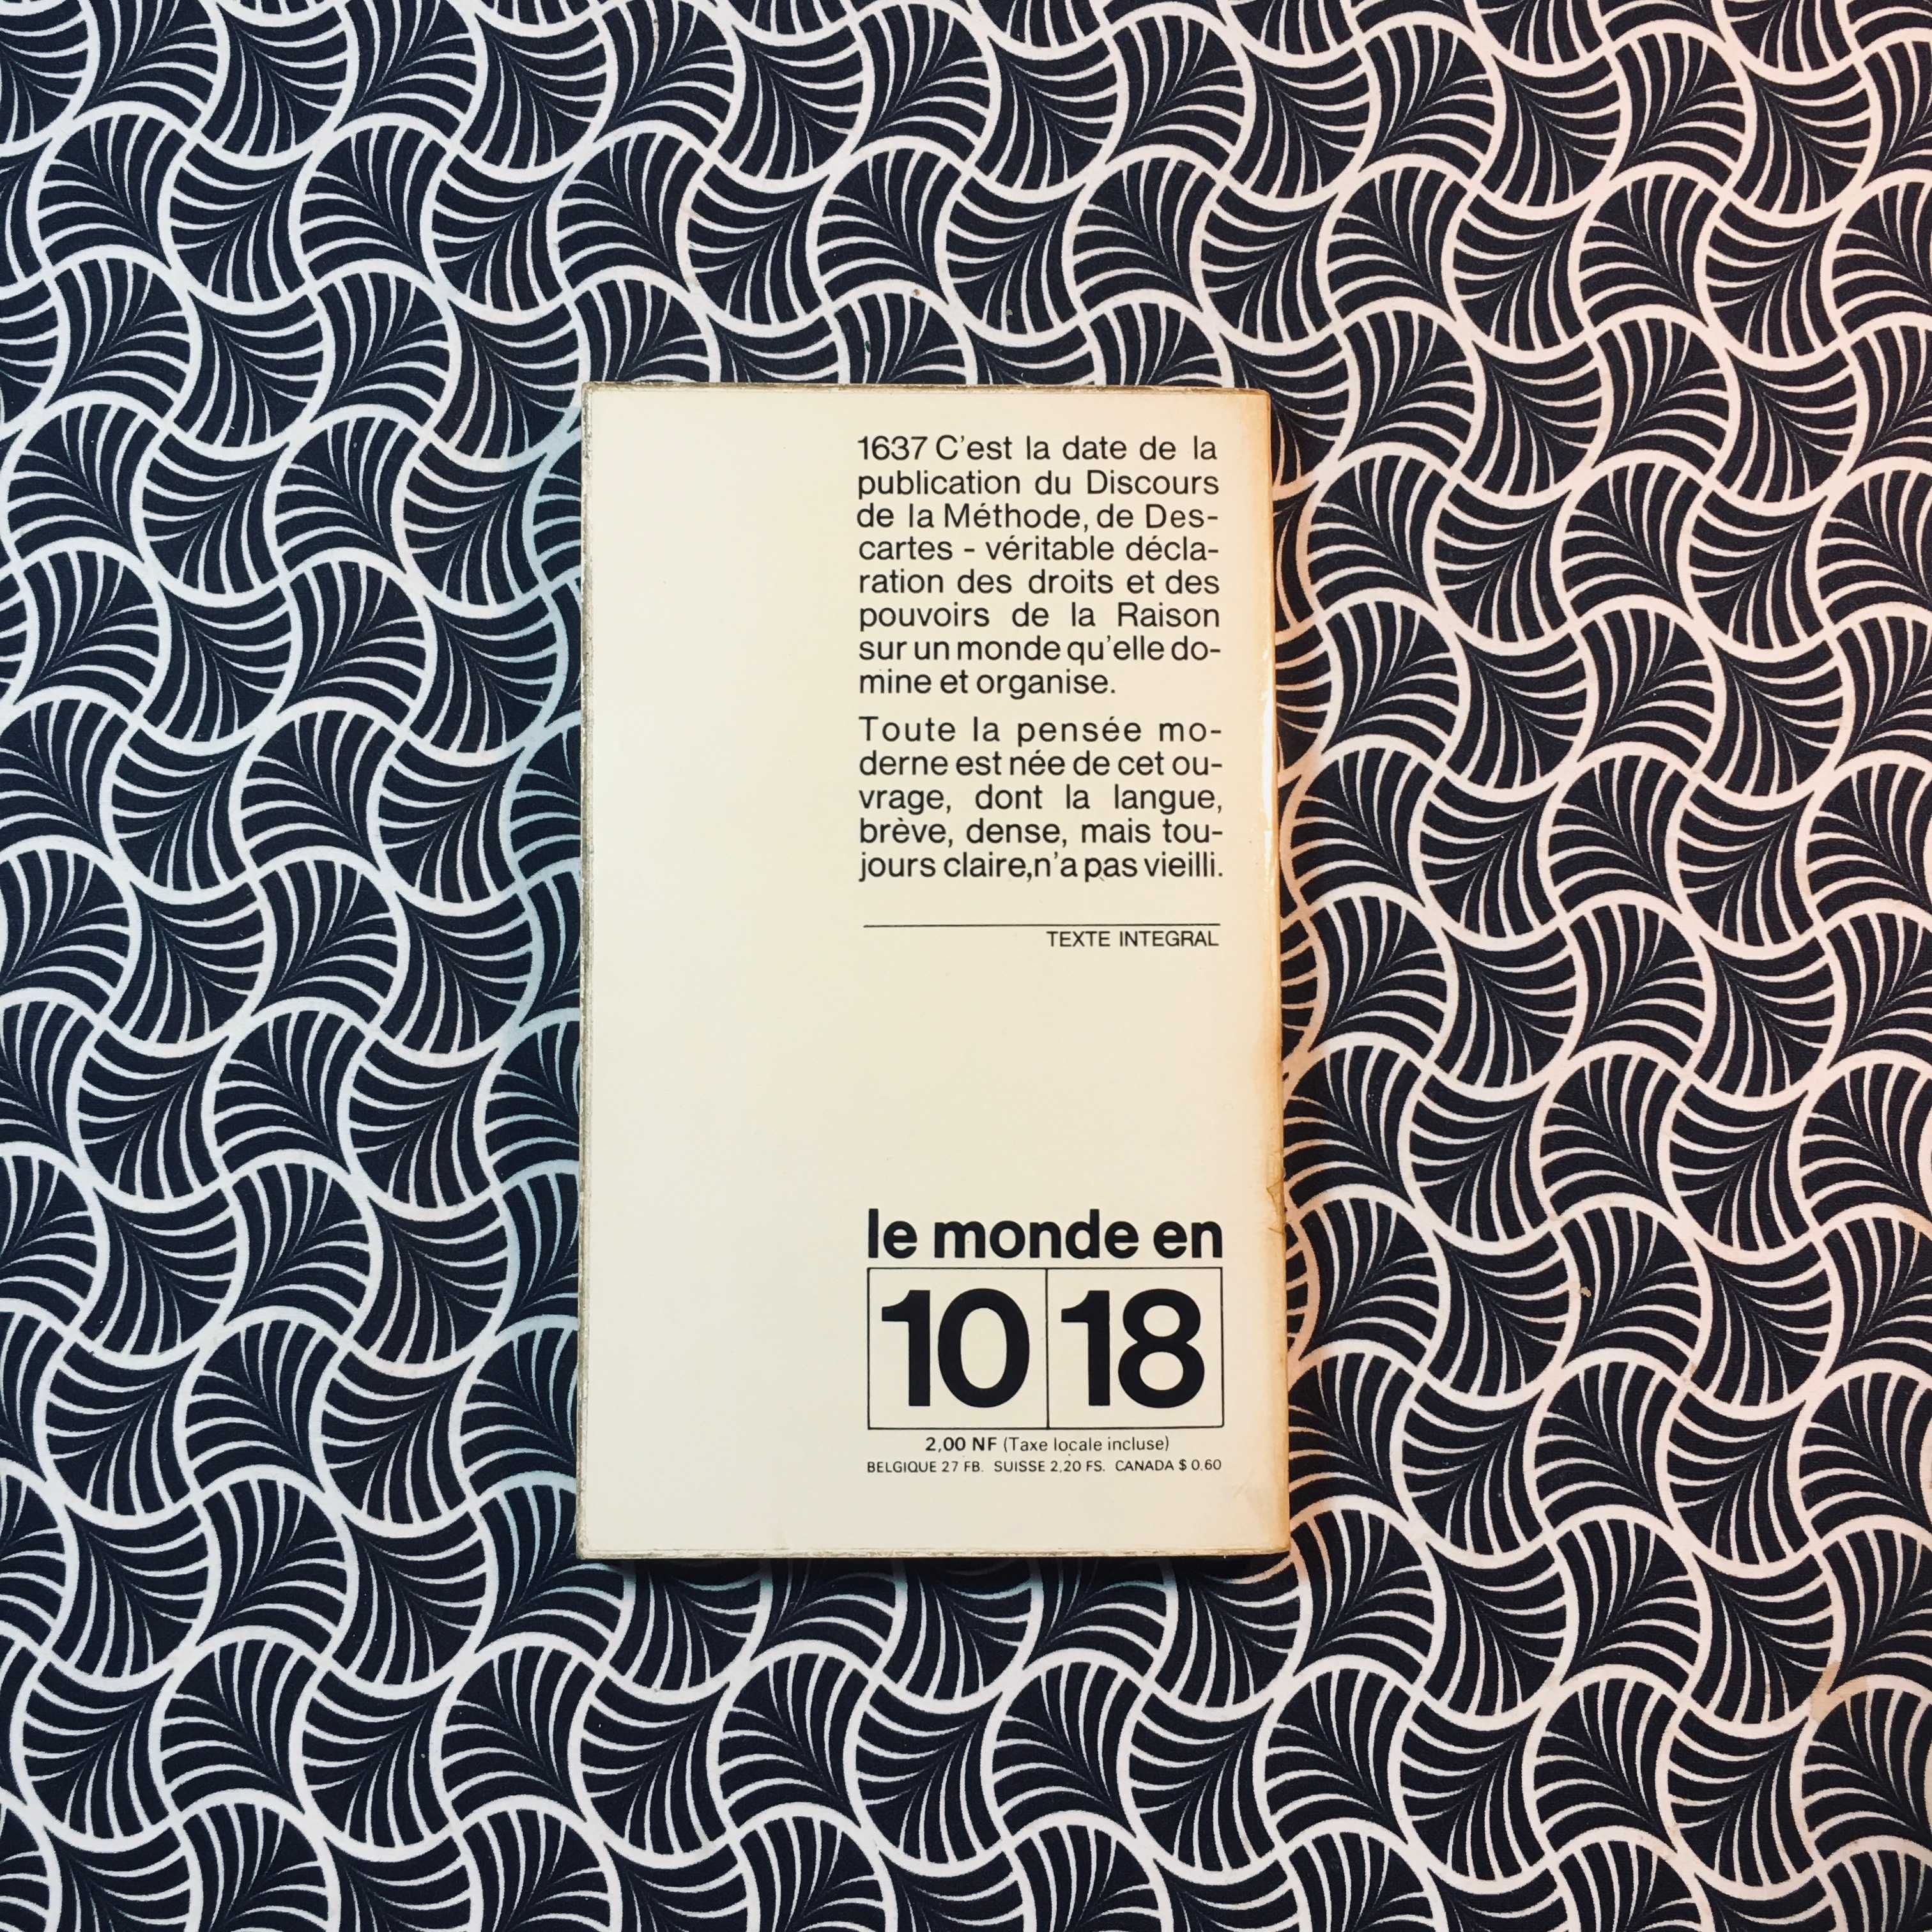 1637 C'est la date de la
publication du Discours
de la Méthode, de Des-
cartes - véritable décla-
ration des droits et des
pouvoirs de la Raison
sur un monde qu'elle do-
mine et organise.
Toute la pensée mo-
derne est née de cet ou-
vrage, dont la langue,
brève, dense, mais tou-
jours claire,n'a pas vieilli.
TEXTE INTEGRAL
le monde en
10 18
2,00 NF (Taxe locale incluse)
BELGIQUE 27 FB. SUISSE 2,20 FS. CANADA $ 0.60